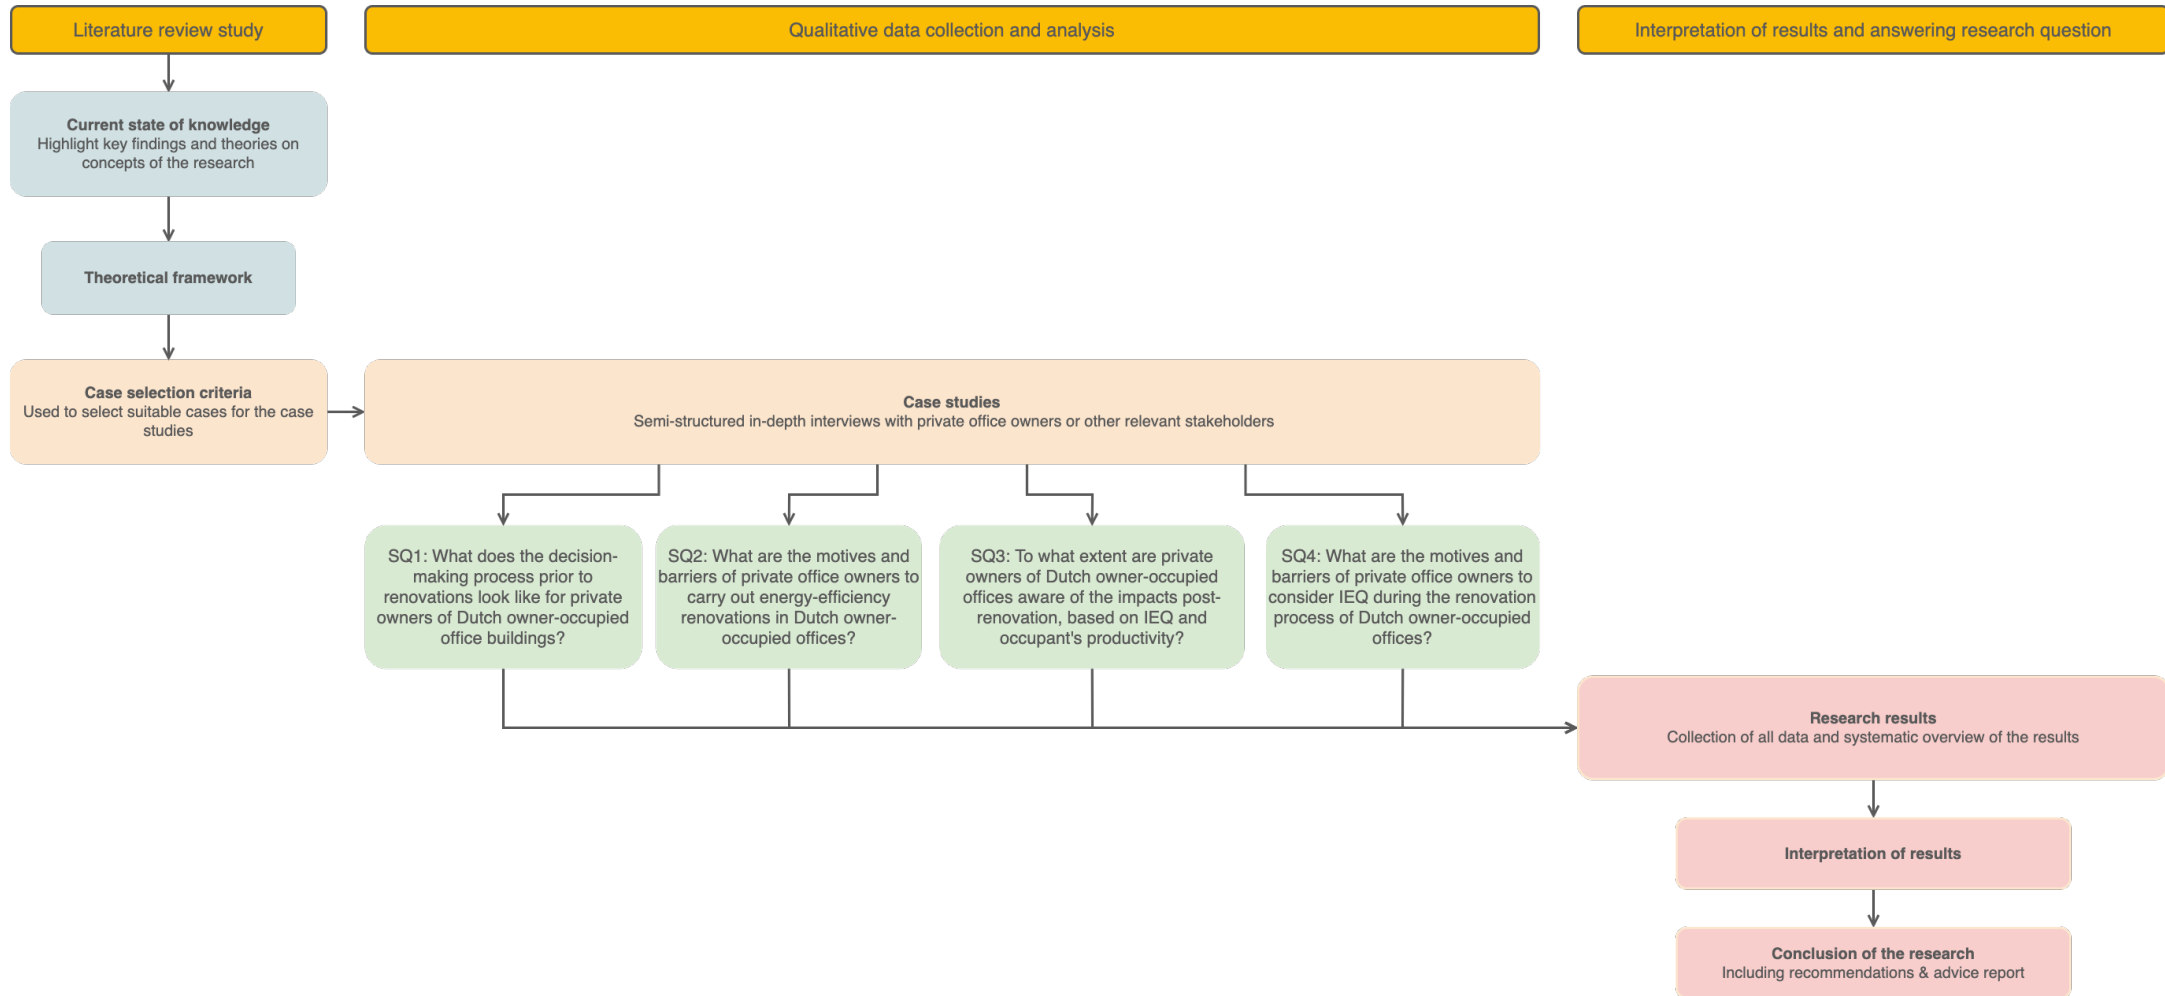 Literature review study
Qualitative data collection and analysis
Interpretation of results and answering research question
Current state of knowledge
Highlight key findings and theories on
concepts of the research
Theoretical framework
Case selection criteria
Used to select suitable cases for the case
studies
Case studies
Semi-structured in-depth interviews with private office owners or other relevant stakeholders
SQ1: What does the decision-
making process prior to
renovations look like for private
owners of Dutch owner-occupied
office buildings?
SQ2: What are the motives and
barriers of private office owners to
carry out energy-efficiency
renovations in Dutch owner-
occupied offices?
SQ3: To what extent are private
owners of Dutch owner-occupied
offices aware of the impacts post-
renovation, based on IEQ and
occupant's productivity?
SQ4: What are the motives and
barriers of private office owners to
consider IEQ during the renovation
process of Dutch owner-occupied
offices?
Research results
Collection of all data and systematic overview of the results
Interpretation of results
Conclusion of the research
Including recommendations & advice report